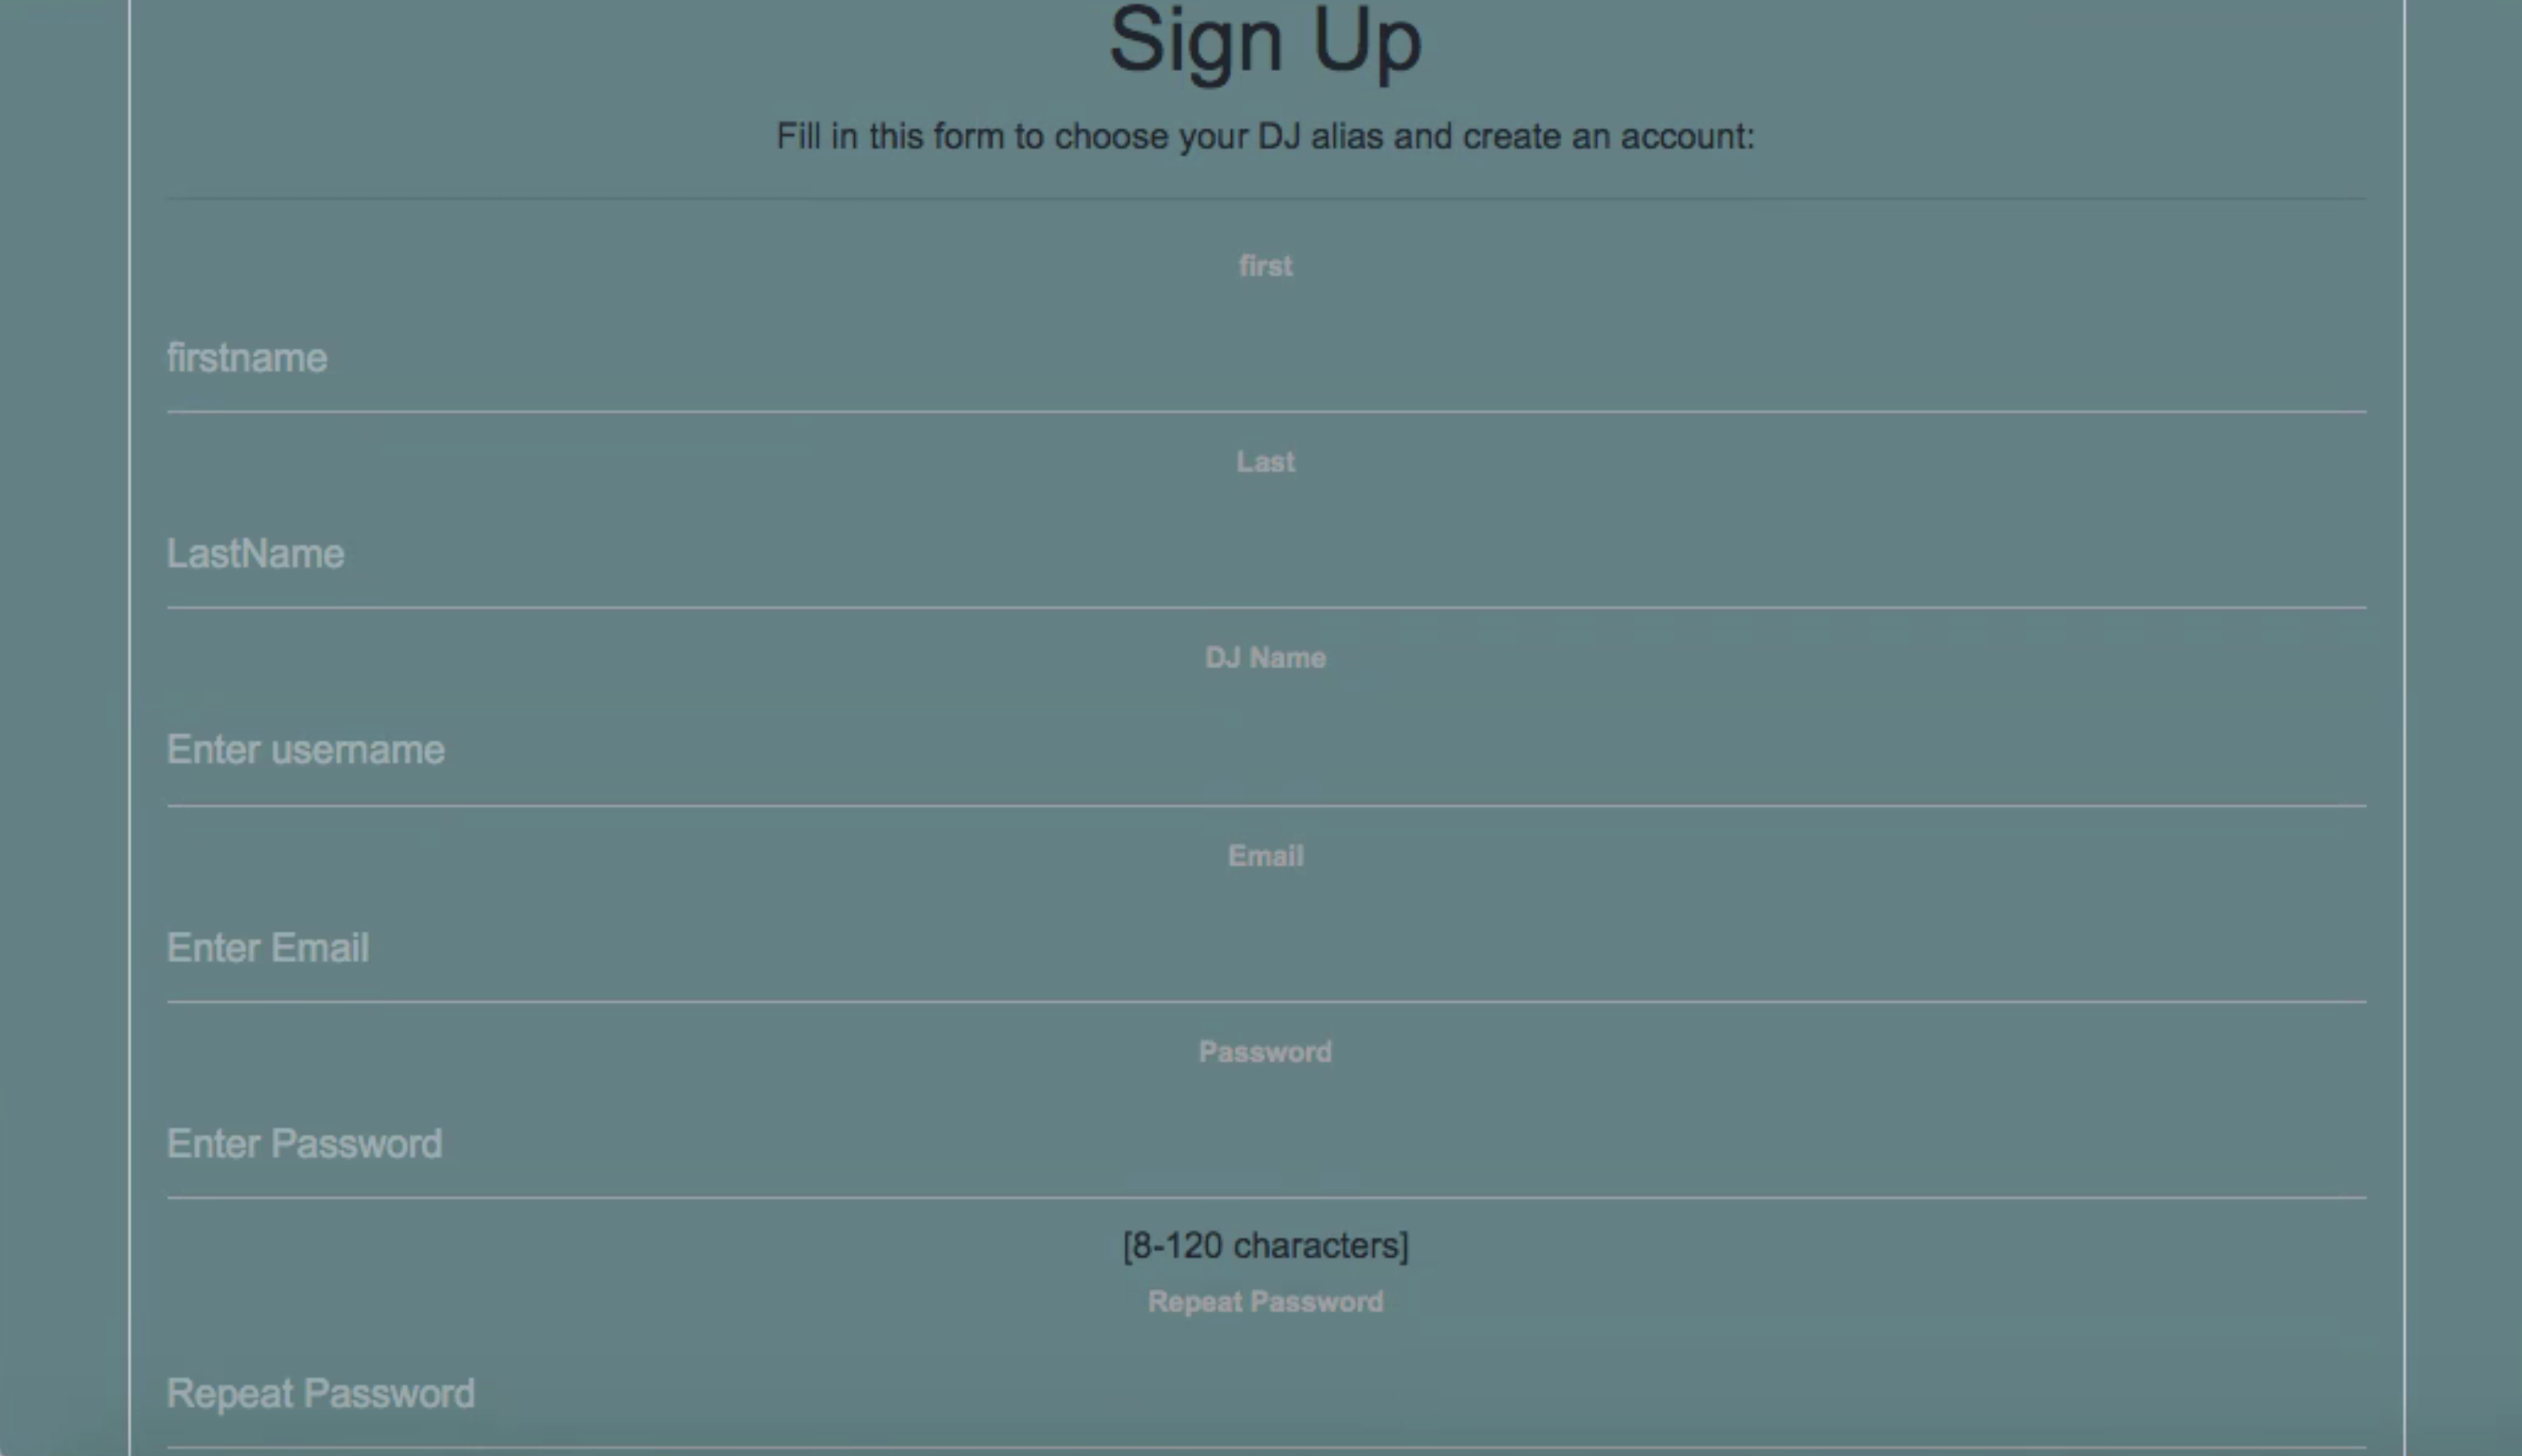 Sign Up
Fill in this form to choose your DJ alias and create an account:
first
firstname
Last
LastName
DJ Name
Enter username
Email
Enter Email
Password
Enter Password
[8-120 characters]
Repeat Password
Repeat Password